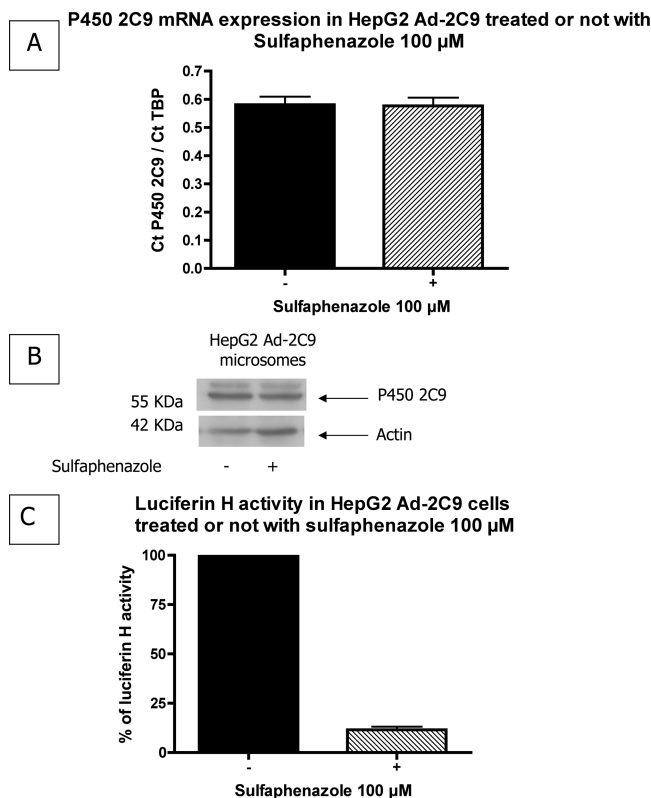 A
P450 2C9 mRNA expression in HepG2 Ad-2C9 treated or not with
Sulfaphenazole 100 µM
Ct P450 2C9 / Ct TBP
0.7
0.6
0.5
0.4
0.3
0.2
0.1
0.0
- +
Sulfaphenazole 100 µM
B
HepG2 Ad-2C9
microsomes
55 KDa
P450 2C9
42 KDa
Actin
Sulfaphenazole - +
C
Luciferin H activity in HepG2 Ad-2C9 cells
treated or not with sulfaphenazole 100 µM
% of luciferin H activity
100
75
50
25
0
- +
Sulfaphenazole 100 µM